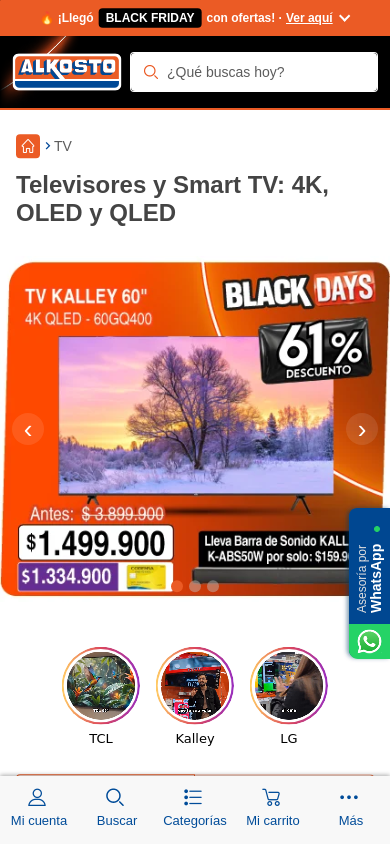 🔥 ¡Llegó BLACK FRIDAY con ofertas! · Ver aquí
ALKOSTO
¿Qué buscas hoy?
TV
Televisores y Smart TV: 4K,
OLED y QLED
TV KALLEY 60"
4K QLED - 60GQ400
BLACK DAYS
61%
DESCUENTO
Antes: $ 3.899.900
$1.499.900
$1.334.900
Lleva Barra de Sonido KALL
K-ABS50W por solo: $159.90
Asesoría por
WhatsApp
TCL
Kalley
LG
Mi cuenta
Buscar
Categorías
Mi carrito
Más